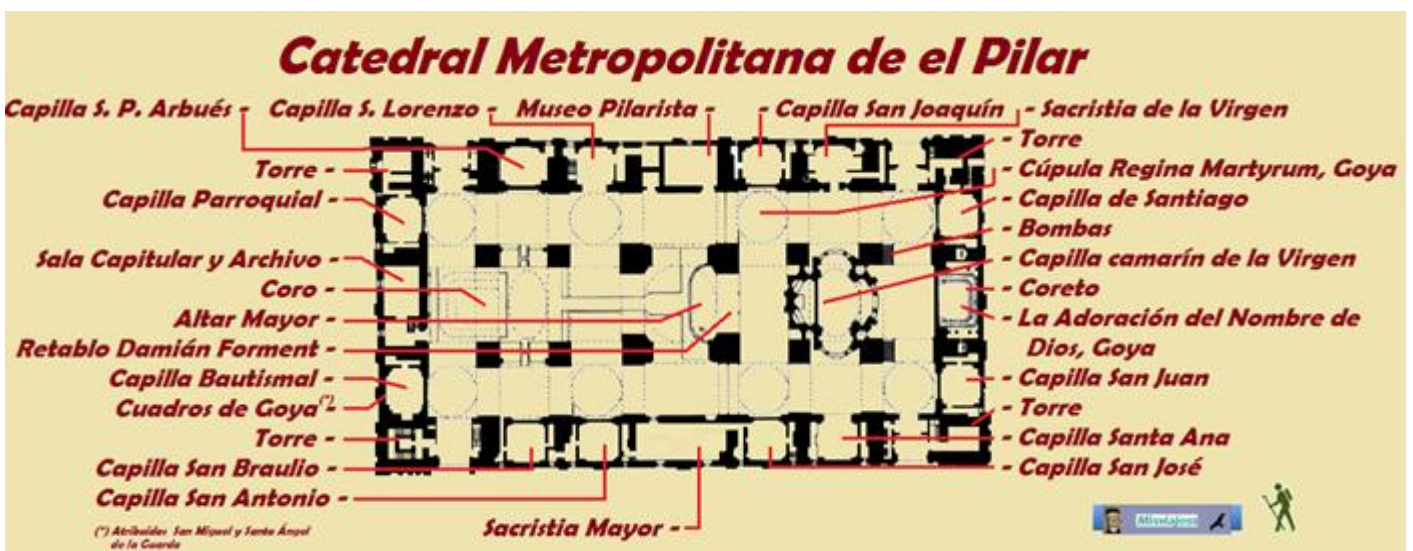 Catedral Metropolitana de el Pilar
Capilla S. P. Arbués -
Capilla S. Lorenzo -
Museo Pilarista -
- Capilla San Joaquín
- Sacristia de la Virgen
Torre -
- Torre
- Cúpula Regina Martyrum, Goya
Capilla Parroquial -
- Capilla de Santiago
- Bombas
Sala Capitular y Archivo -
- Capilla camarín de la Virgen
Coro -
- Coreto
Altar Mayor -
- La Adoración del Nombre de
Dios, Goya
Retablo Damián Forment -
Capilla Bautismal -
- Capilla San Juan
Cuadros de Goya(*)-
- Torre
Torre -
- Capilla Santa Ana
Capilla San Braulio -
- Capilla San José
Capilla San Antonio -
Sacristia Mayor -
(*) Atribuidos San Miguel y Santo Ángel
de la Guarda